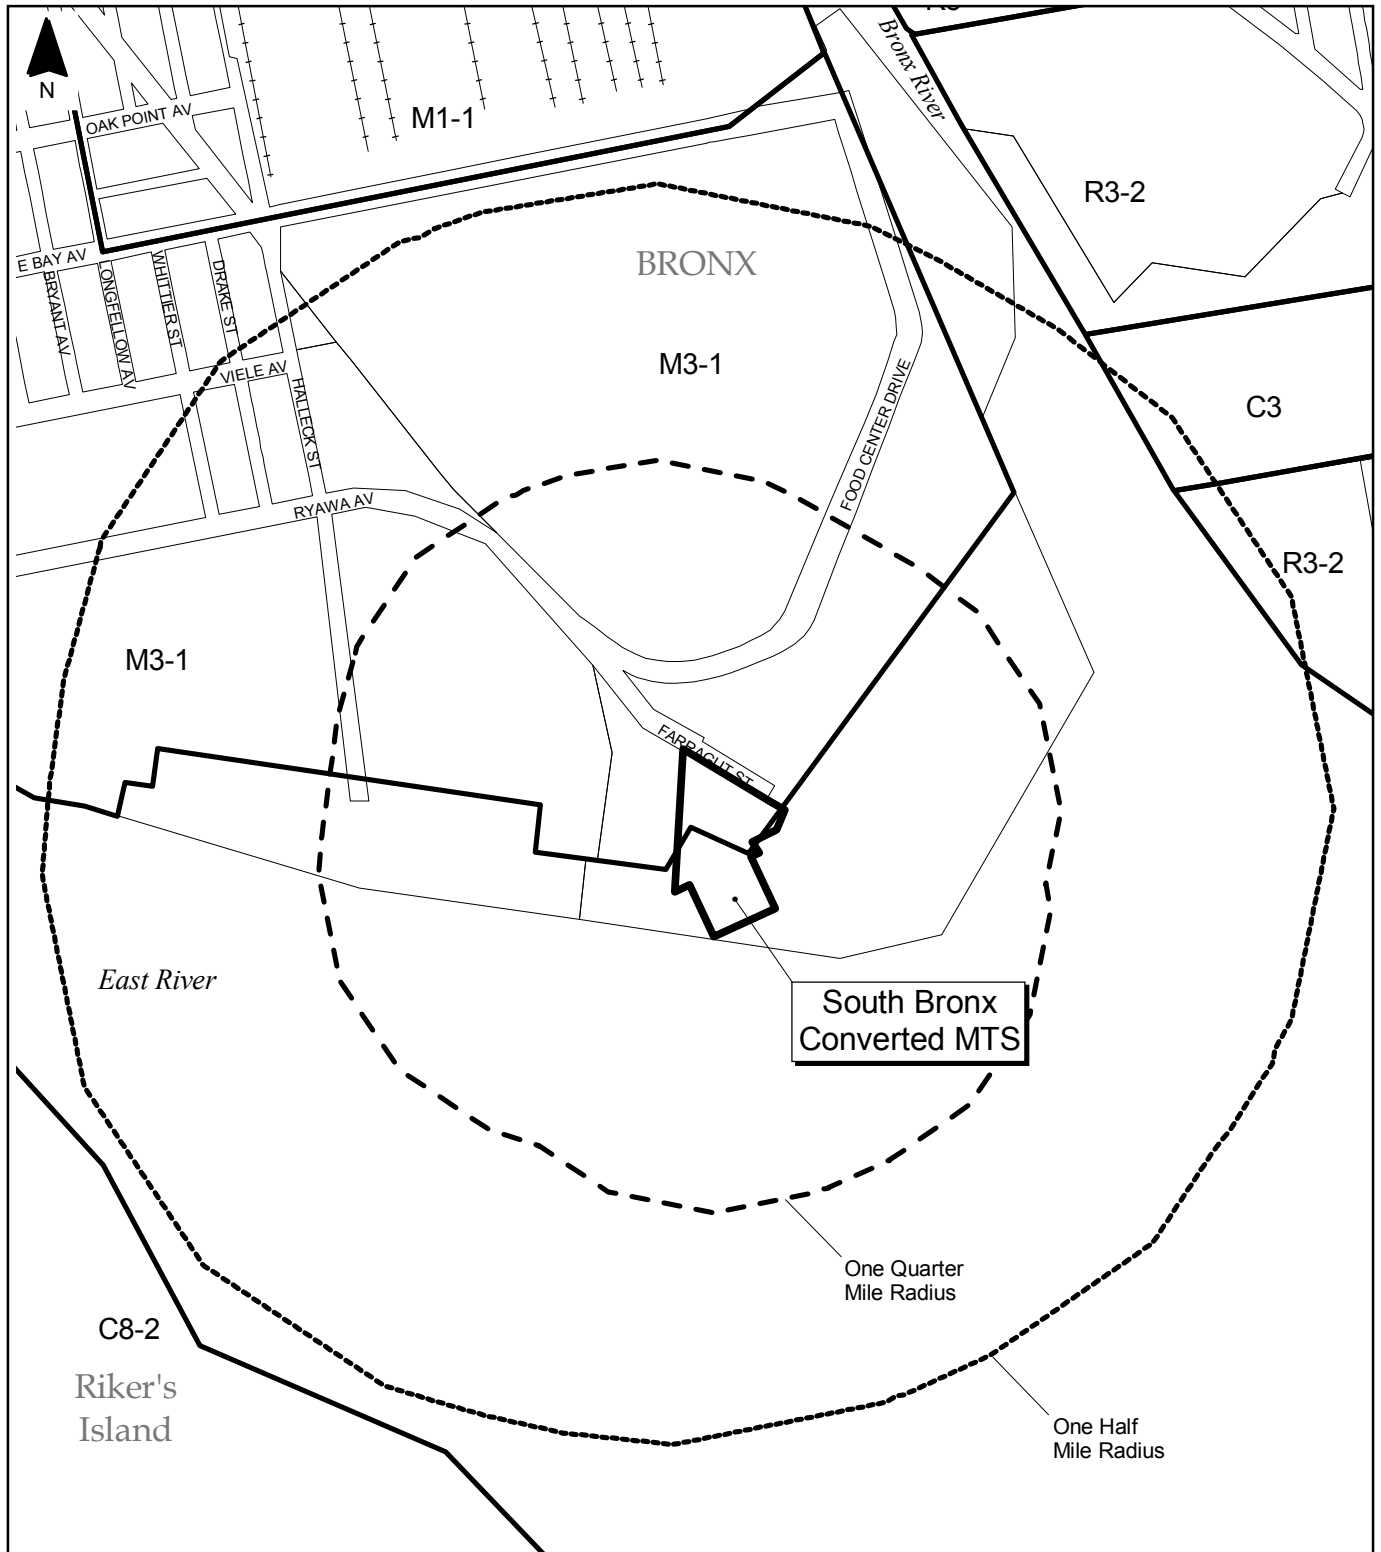 N
OAK POINT AV
M1-1
Bronx River
R3-2
E BAY AV
BRYANT AV
LONGFELLOW AV
WHITTIER ST
DRAKE ST
BRONX
M3-1
VIELE AV
HALLECK ST
FOOD CENTER DRIVE
C3
RYAWA AV
R3-2
M3-1
FARRAGUT ST
East River
South Bronx
Converted MTS
One Quarter
Mile Radius
C8-2
Riker's
Island
One Half
Mile Radius